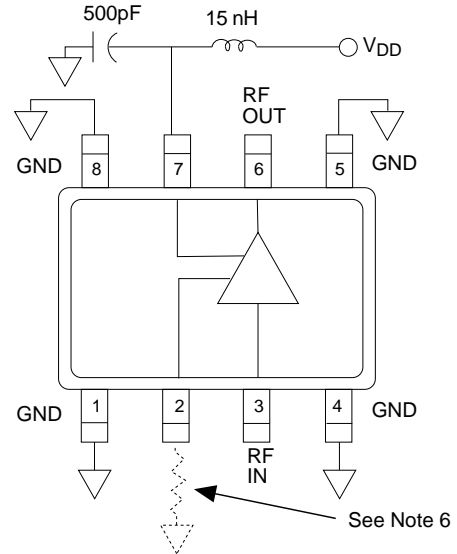 500pF
15 nH
VDD
RF
OUT
GND
8
7
6
5
GND
GND
1
2
3
4
GND
RF
IN
See Note 6